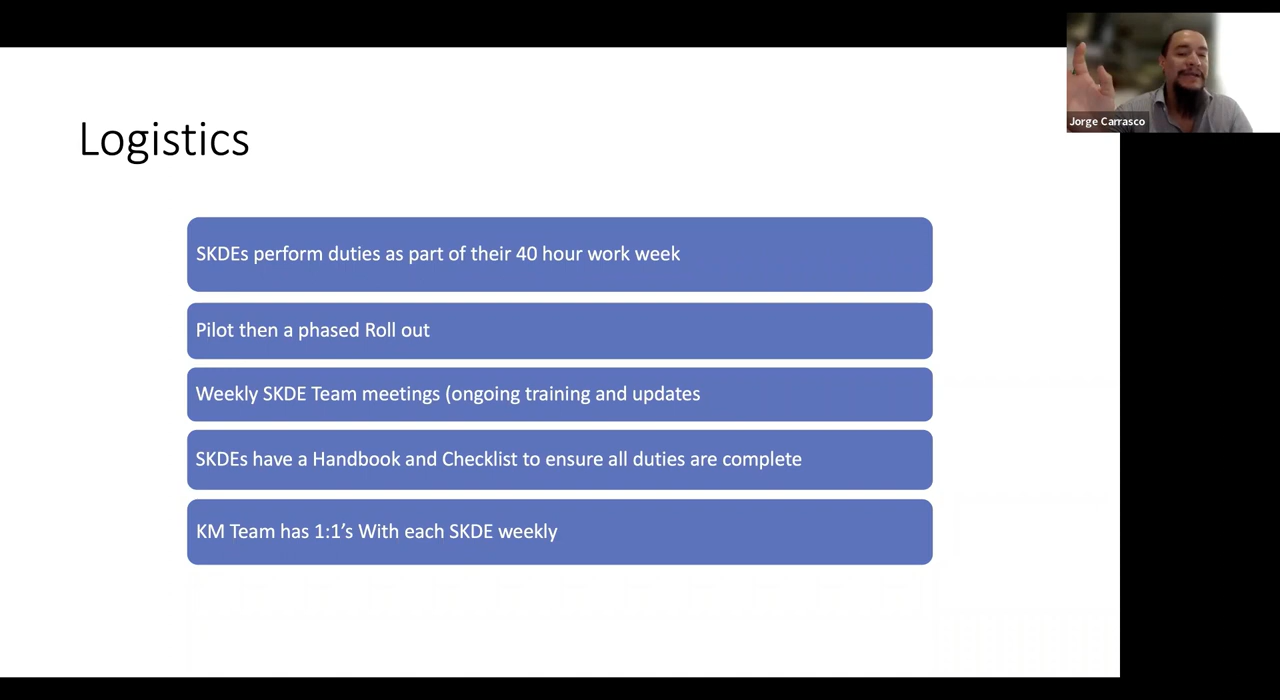 Jorge Carrasco
Logistics
SKDEs perform duties as part of their 40 hour work week
Pilot then a phased Roll out
Weekly SKDE Team meetings (ongoing training and updates
SKDEs have a Handbook and Checklist to ensure all duties are complete
KM Team has 1:1’s With each SKDE weekly